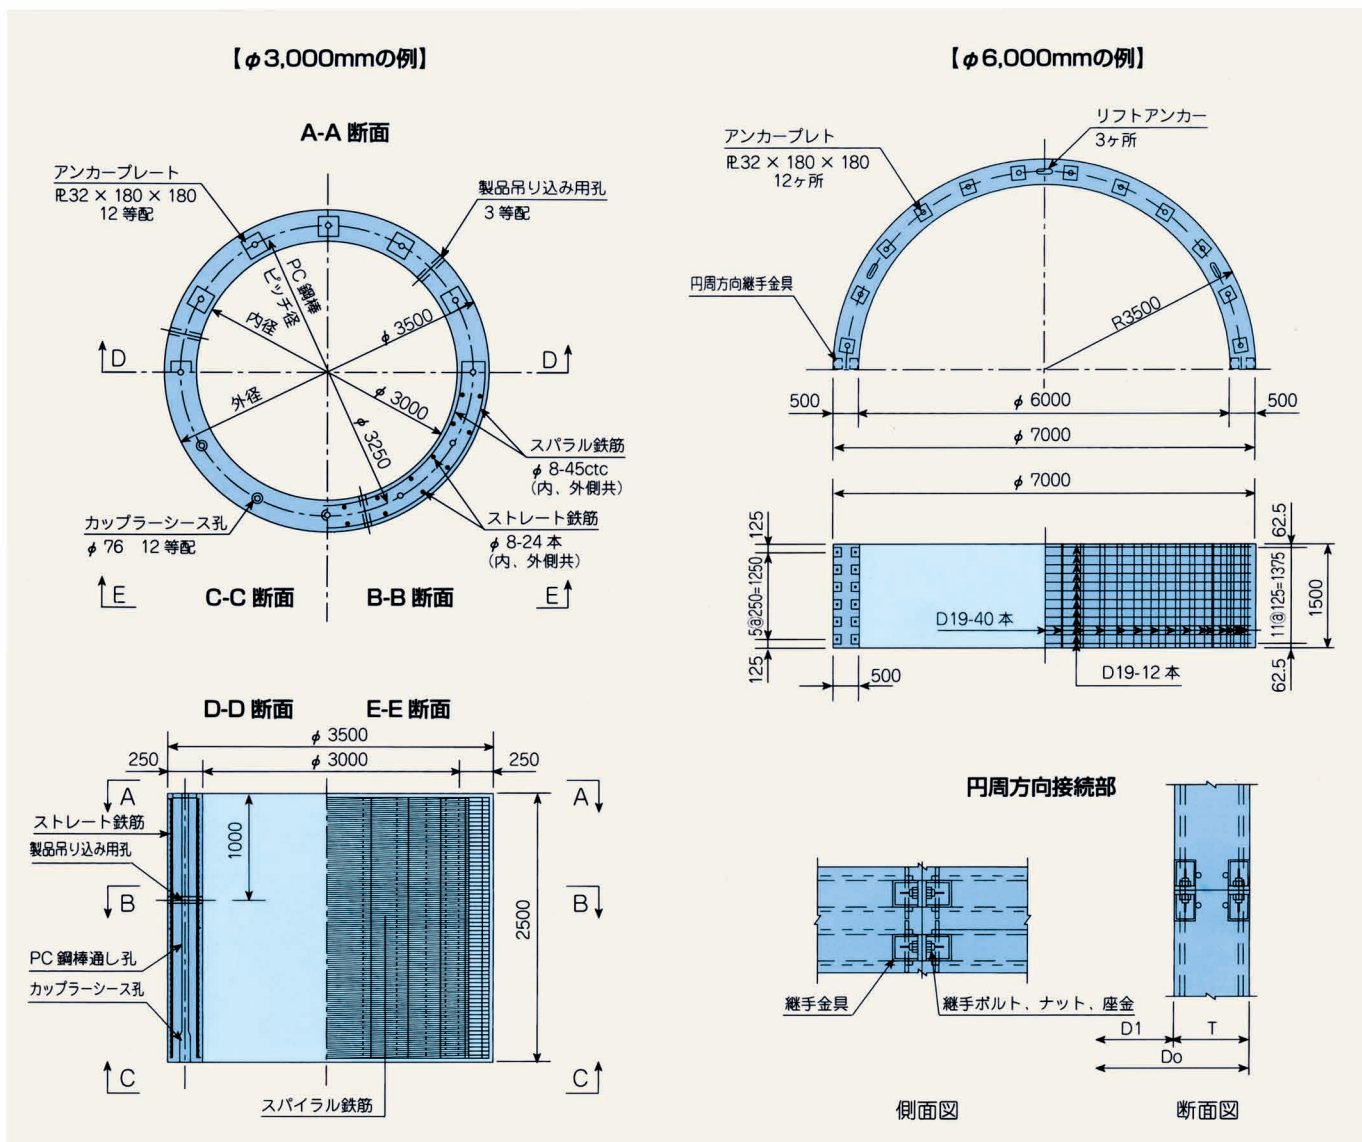 【φ3,000mmの例】
A-A 断面
アンカープレート
PL32 × 180 × 180
12 等配
製品吊り込み用孔
3 等配
PC 鋼棒
ピッチ径
内径
φ 3500
外径
φ 3000
φ 3250
D
D
スパラル鉄筋
φ 8-45ctc
(内、外側共)
ストレート鉄筋
φ 8-24 本
(内、外側共)
カップラーシース孔
φ 76 12 等配
E
C-C 断面
B-B 断面
E
D-D 断面
E-E 断面
φ 3500
250
φ 3000
250
A
A
ストレート鉄筋
製品吊り込み用孔
1000
B
B
2500
PC 鋼棒通し孔
カップラーシース孔
C
C
スパイラル鉄筋
【φ6,000mmの例】
アンカープレト
PL32 × 180 × 180
12ヶ所
リフトアンカー
3ヶ所
円周方向継手金具
R3500
500
φ 6000
500
φ 7000
φ 7000
125
5@250=1250
125
62.5
11@125=1375
62.5
1500
D19-40 本
D19-12 本
500
円周方向接続部
継手金具
継手ボルト、ナット、座金
D1
T
Do
側面図
断面図